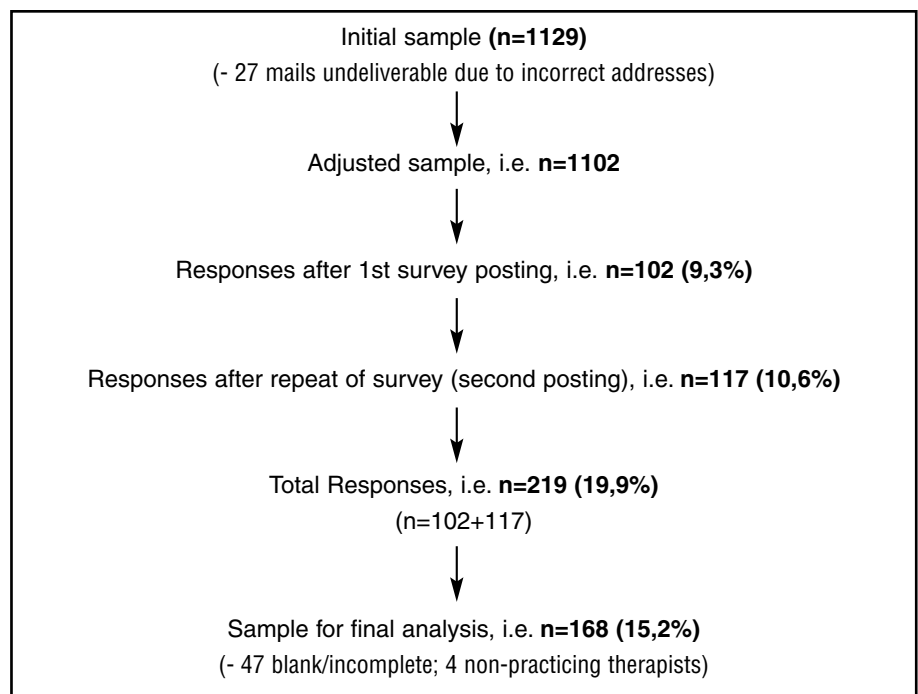 Initial sample (n=1129)
(- 27 mails undeliverable due to incorrect addresses)
Adjusted sample, i.e. n=1102
Responses after 1st survey posting, i.e. n=102 (9,3%)
Responses after repeat of survey (second posting), i.e. n=117 (10,6%)
Total Responses, i.e. n=219 (19,9%)
(n=102+117)
Sample for final analysis, i.e. n=168 (15,2%)
(- 47 blank/incomplete; 4 non-practicing therapists)